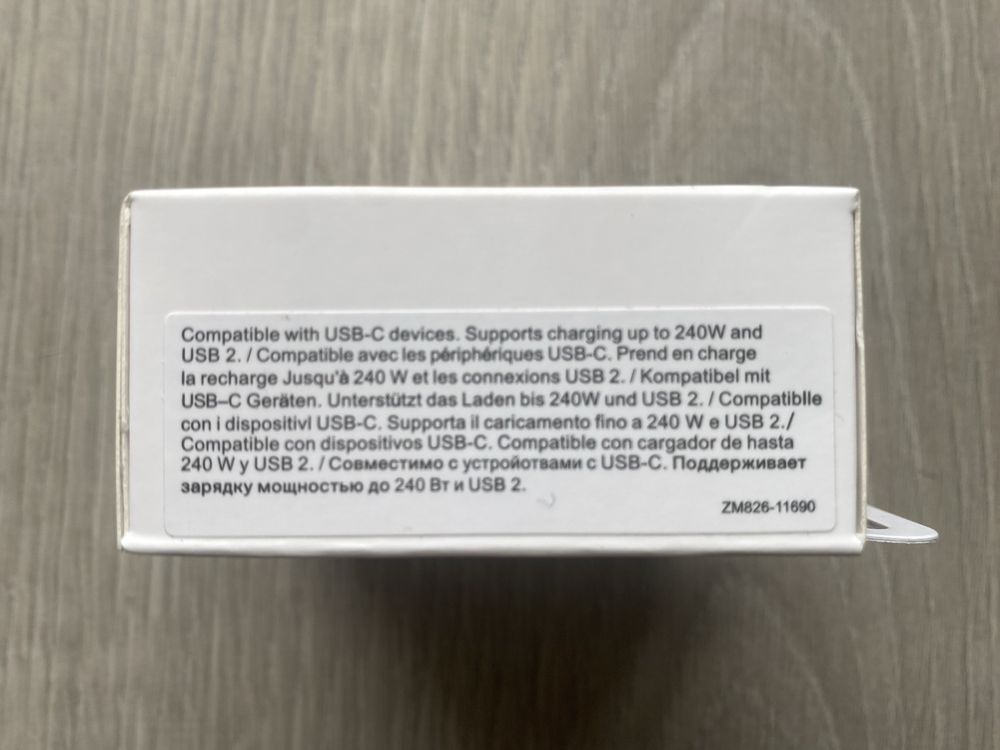 Compatible with USB-C devices. Supports charging up to 240W and
USB 2. / Compatible avec les périphériques USB-C. Prend en charge
la recharge Jusqu'à 240 W et les connexions USB 2. / Kompatibel mit
USB–C Geräten. Unterstützt das Laden bis 240W und USB 2. / Compatiblle
con i dispositivl USB-C. Supporta il caricamento fino a 240 W e USB 2./
Compatible con dispositivos USB-C. Compatible con cargador de hasta
240 W y USB 2. / Совместимо с устройотвами с USB-C. Поддерживает
зарядку мощностью до 240 Вт и USB 2.
ZM826-11690